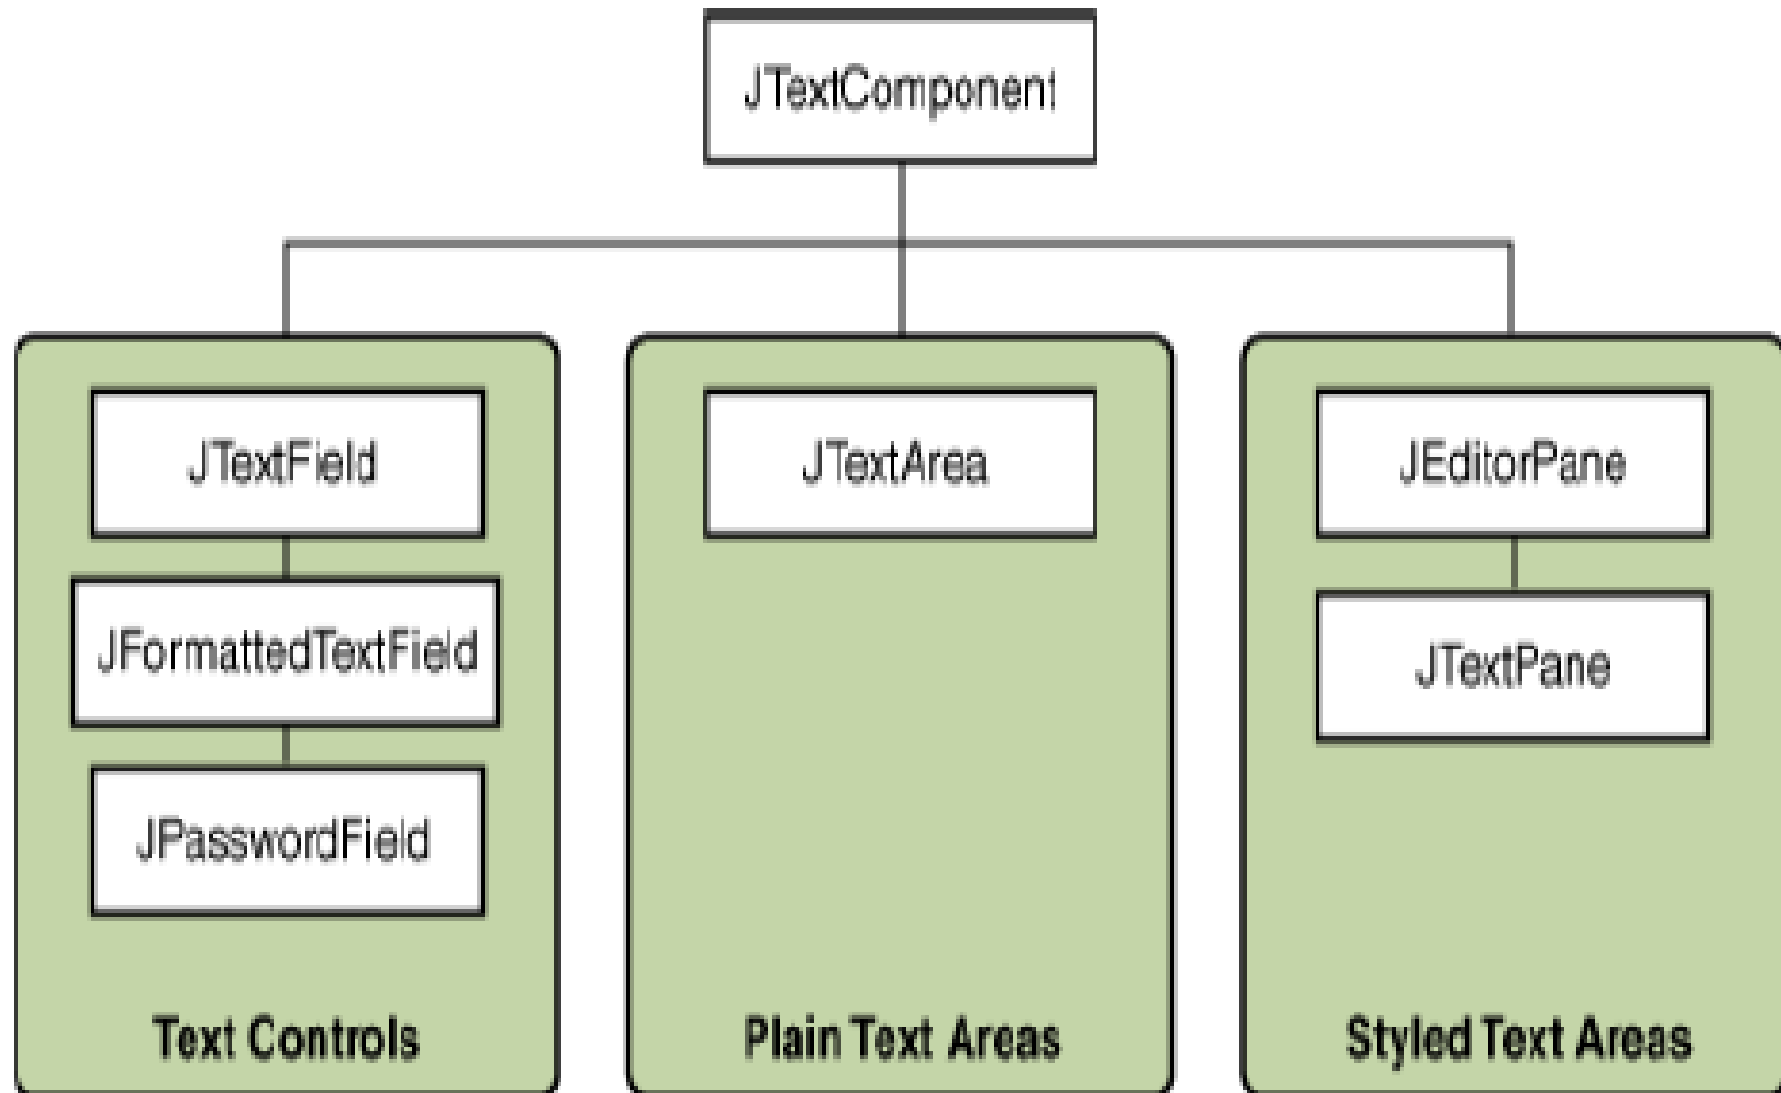 JTextComponent
JTextField
JFormattedTextField
JPasswordField
Text Controls
JTextArea
Plain Text Areas
JEditorPane
JTextPane
Styled Text Areas